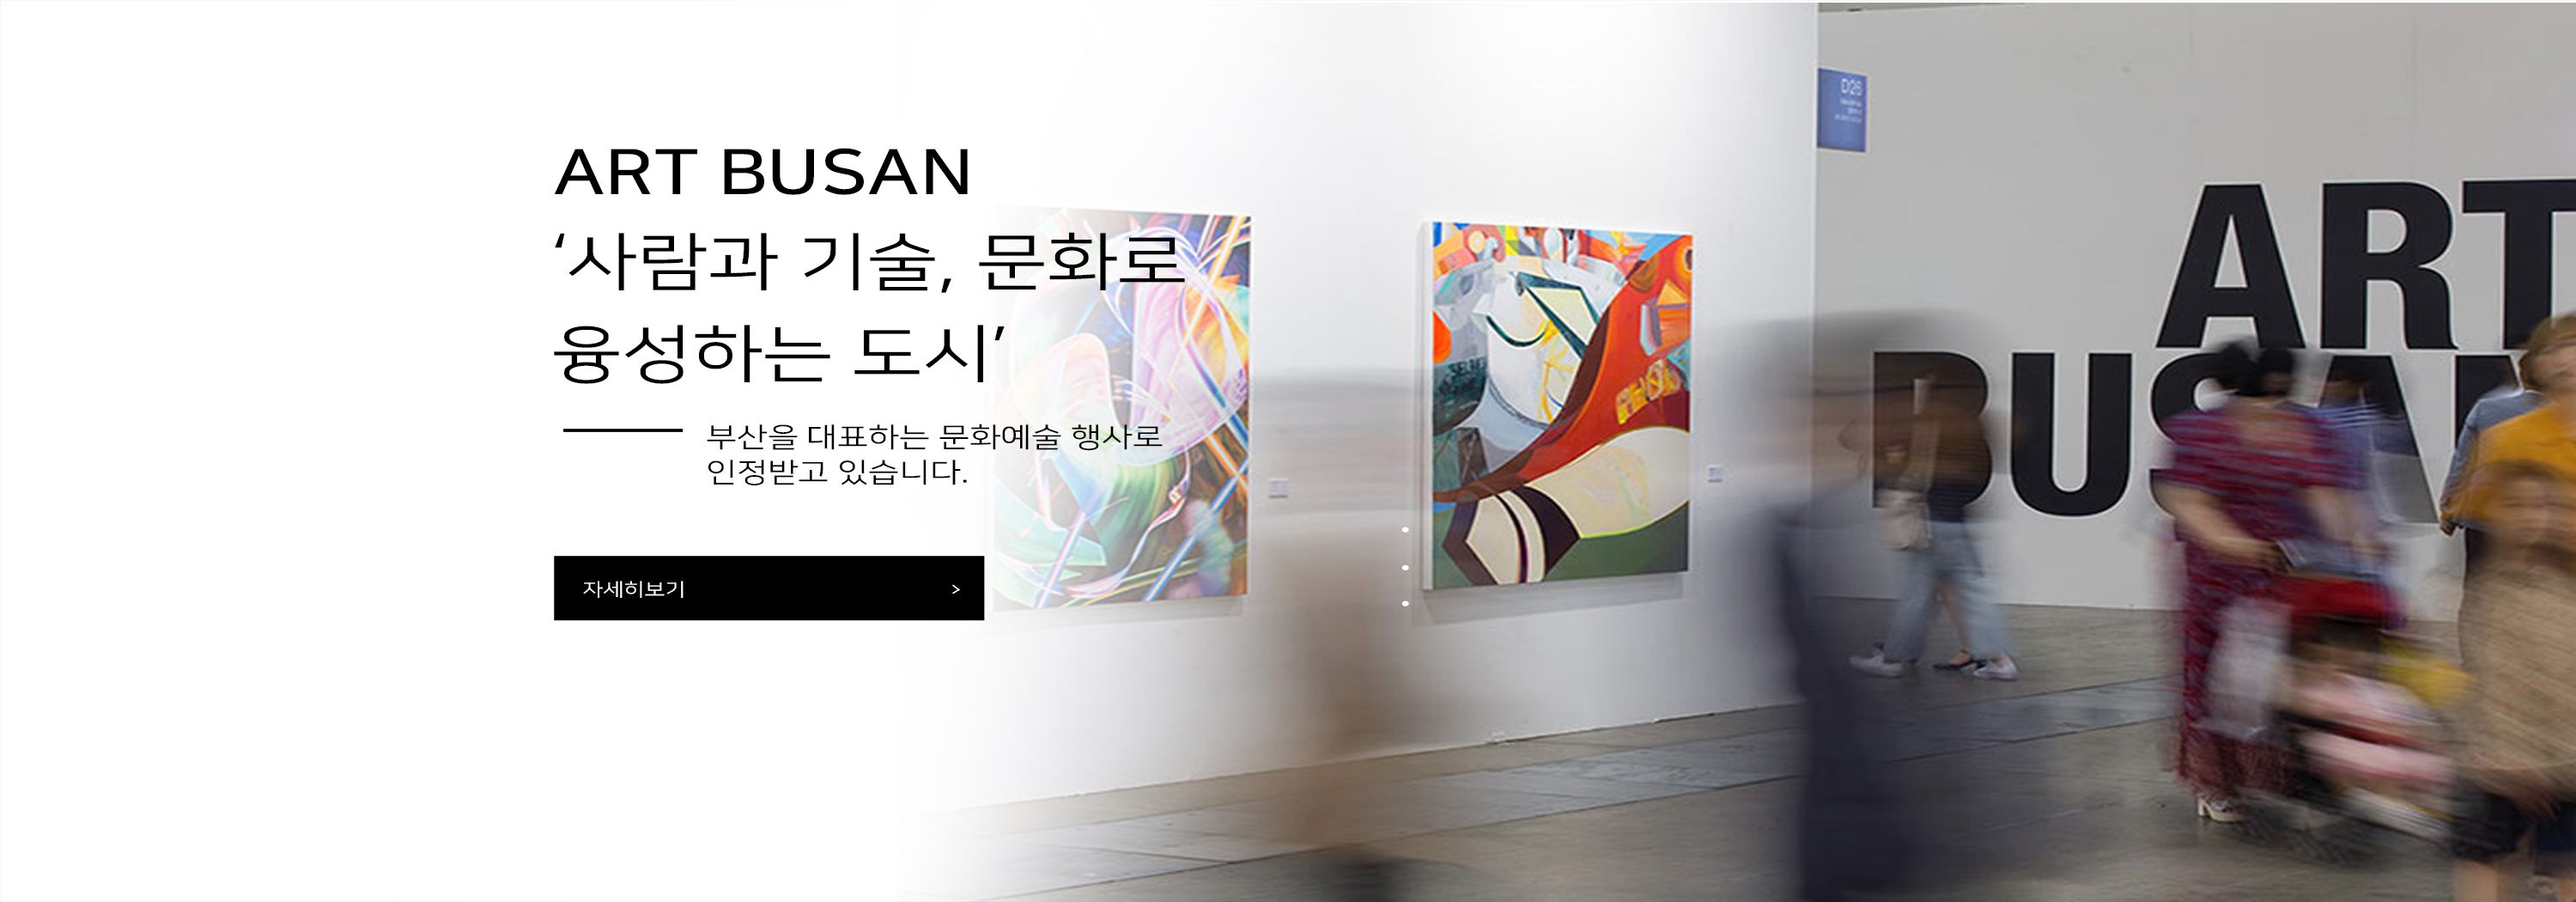 ART BUSAN
‘사람과 기술, 문화로
융성하는 도시’
부산을 대표하는 문화예술 행사로
인정받고 있습니다.
자세히보기 >
D26
ART
BUSAN